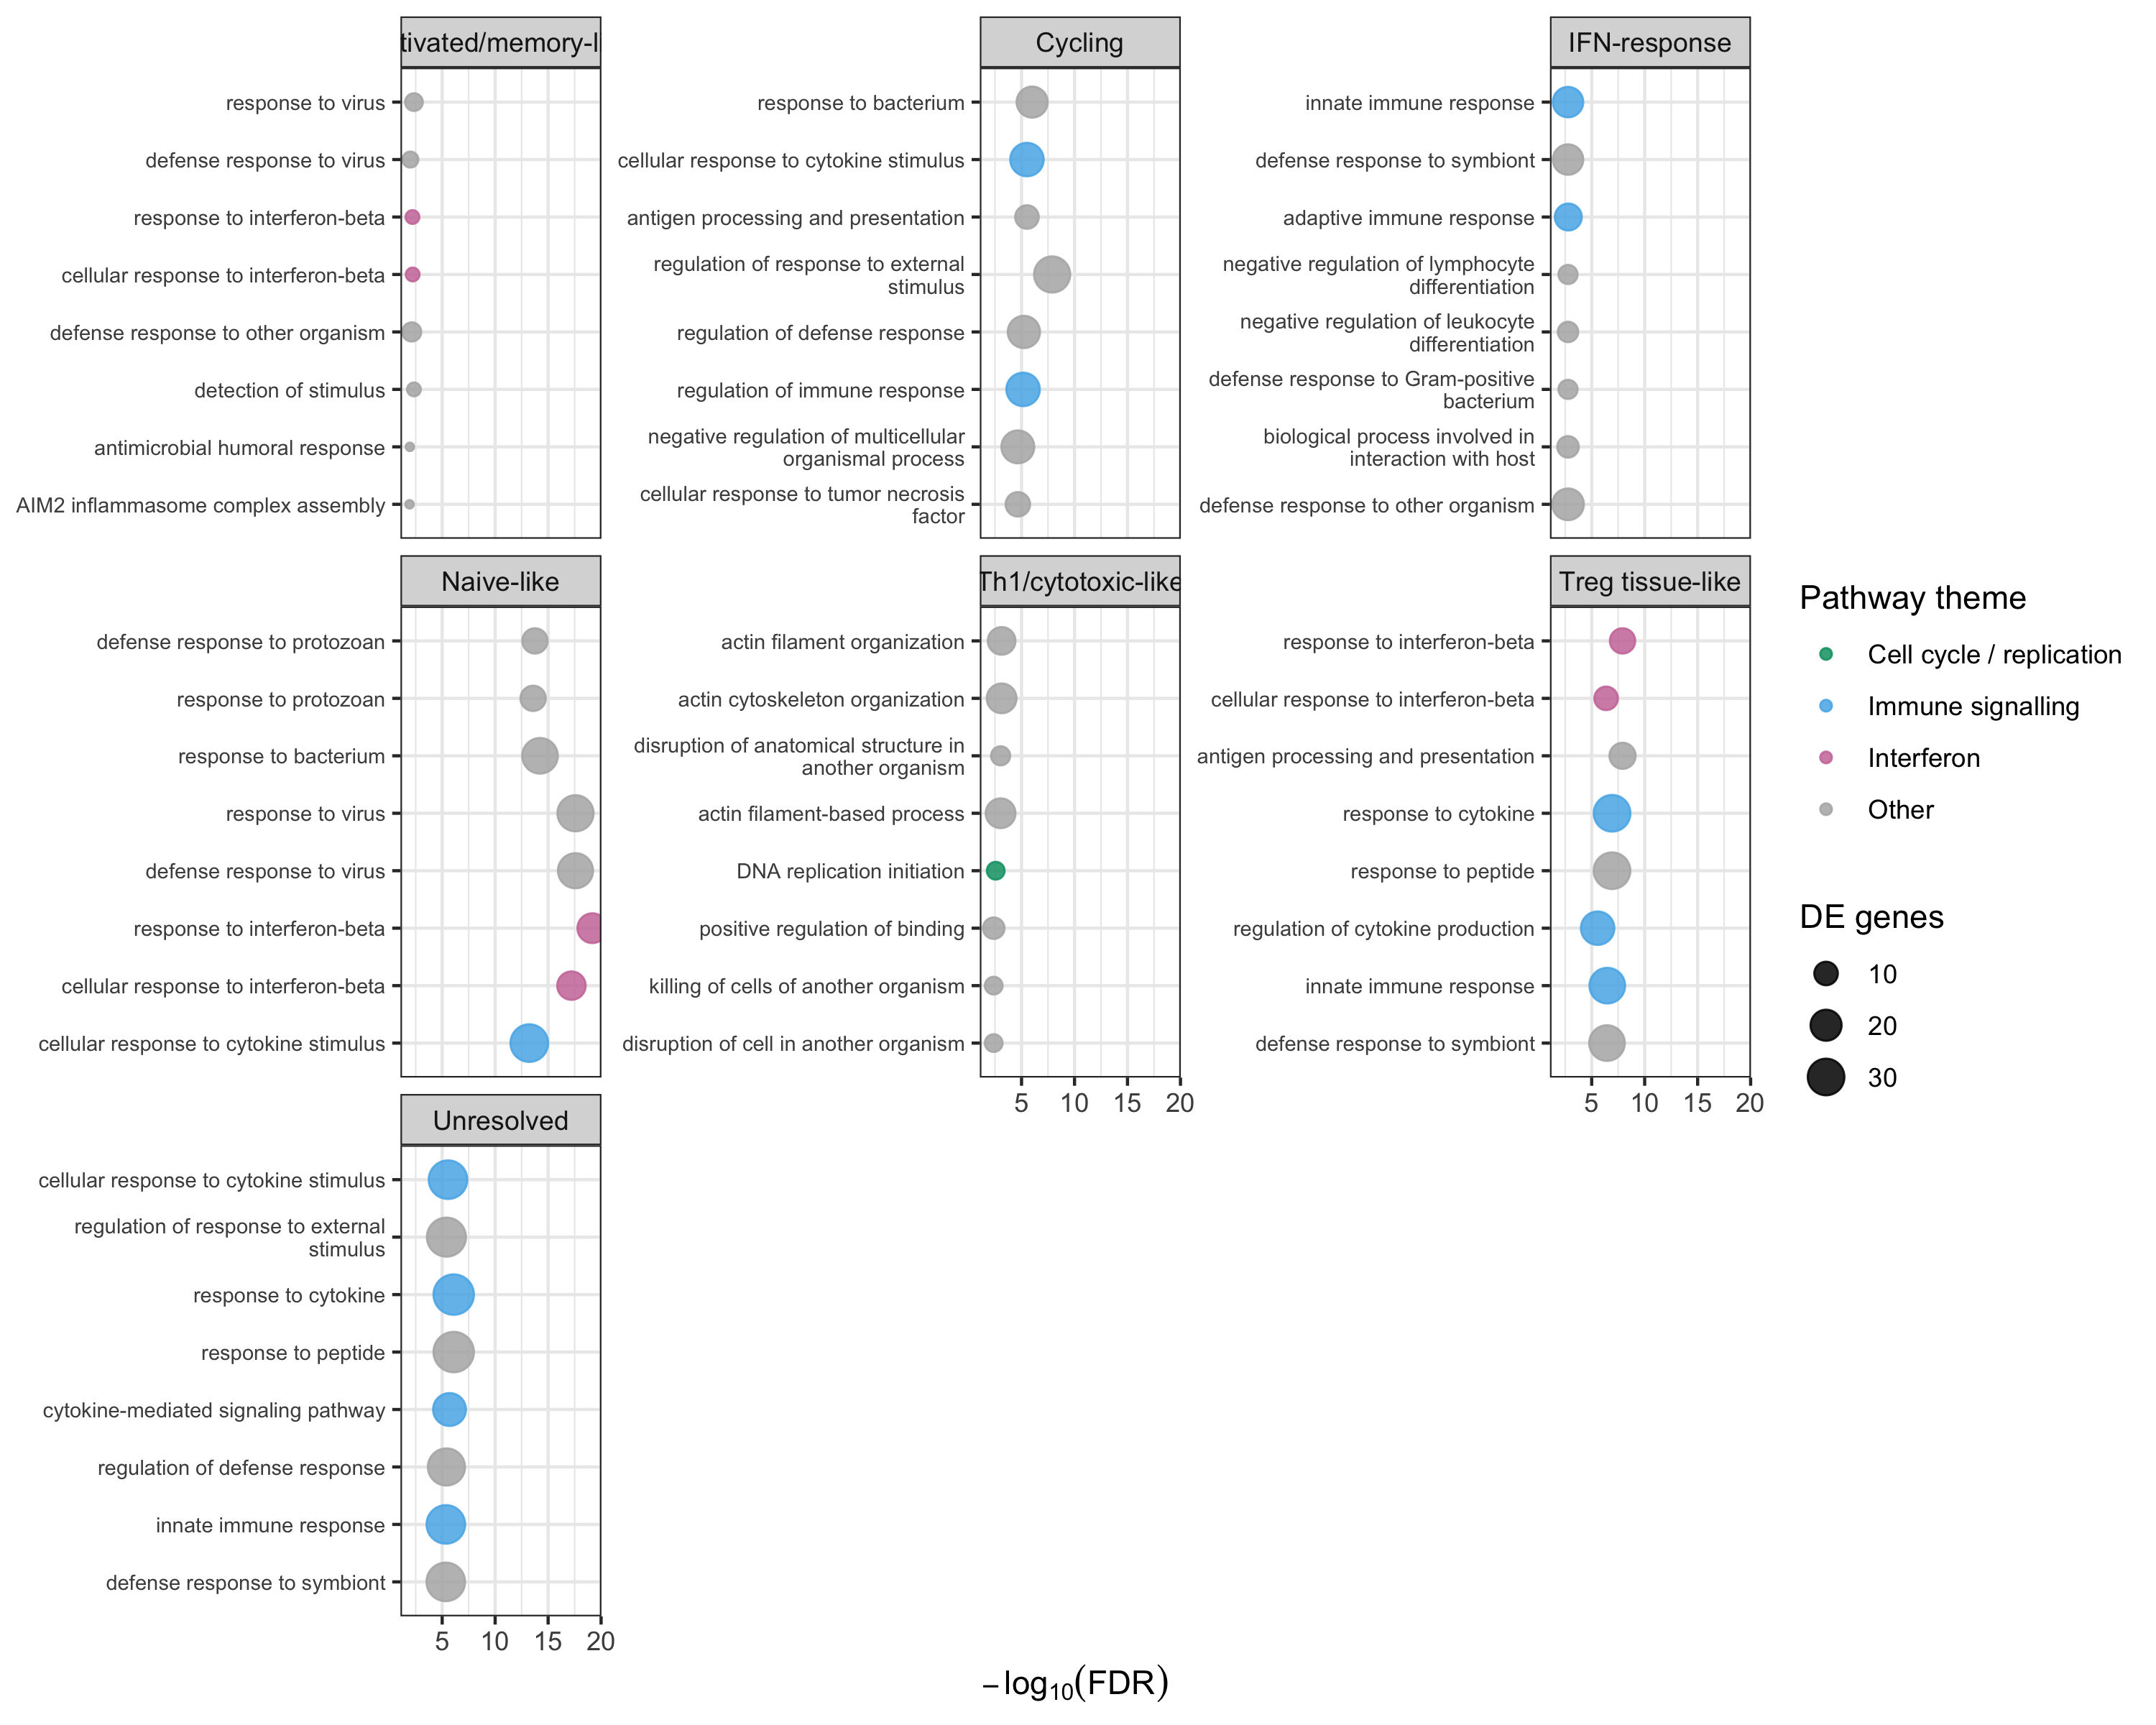 tivated/memory-l
response to virus
defense response to virus
response to interferon-beta
cellular response to interferon-beta
defense response to other organism
detection of stimulus
antimicrobial humoral response
AIM2 inflammasome complex assembly
Cycling
response to bacterium
cellular response to cytokine stimulus
antigen processing and presentation
regulation of response to external
stimulus
regulation of defense response
regulation of immune response
negative regulation of multicellular
organismal process
cellular response to tumor necrosis
factor
IFN-response
innate immune response
defense response to symbiont
adaptive immune response
negative regulation of lymphocyte
differentiation
negative regulation of leukocyte
differentiation
defense response to Gram-positive
bacterium
biological process involved in
interaction with host
defense response to other organism
Naive-like
defense response to protozoan
response to protozoan
response to bacterium
response to virus
defense response to virus
response to interferon-beta
cellular response to interferon-beta
cellular response to cytokine stimulus
Th1/cytotoxic-like
actin filament organization
actin cytoskeleton organization
disruption of anatomical structure in
another organism
actin filament-based process
DNA replication initiation
positive regulation of binding
killing of cells of another organism
disruption of cell in another organism
5 10 15 20
Treg tissue-like
response to interferon-beta
cellular response to interferon-beta
antigen processing and presentation
response to cytokine
response to peptide
regulation of cytokine production
innate immune response
defense response to symbiont
5 10 15 20
Unresolved
cellular response to cytokine stimulus
regulation of response to external
stimulus
response to cytokine
response to peptide
cytokine-mediated signaling pathway
regulation of defense response
innate immune response
defense response to symbiont
5 10 15 20
−log₁₀(FDR)
Pathway theme
Cell cycle / replication
Immune signalling
Interferon
Other
DE genes
10
20
30